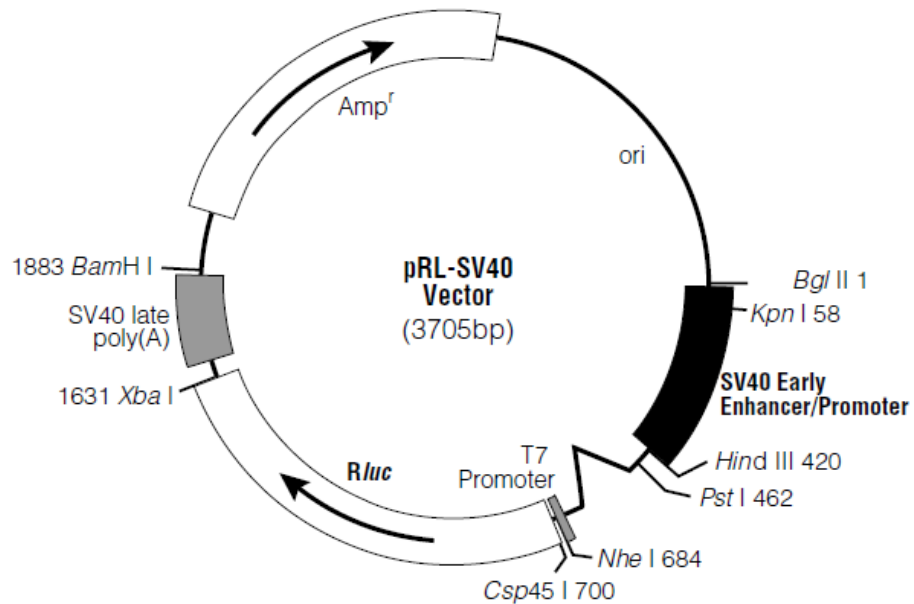 Ampʳ
ori
1883 BamH I
pRL-SV40
Vector
(3705bp)
Bgl II 1
Kpn I 58
SV40 late
poly(A)
1631 Xba I
SV40 Early
Enhancer/Promoter
T7
Promoter
Rluc
Hind III 420
Pst I 462
Nhe I 684
Csp45 I 700